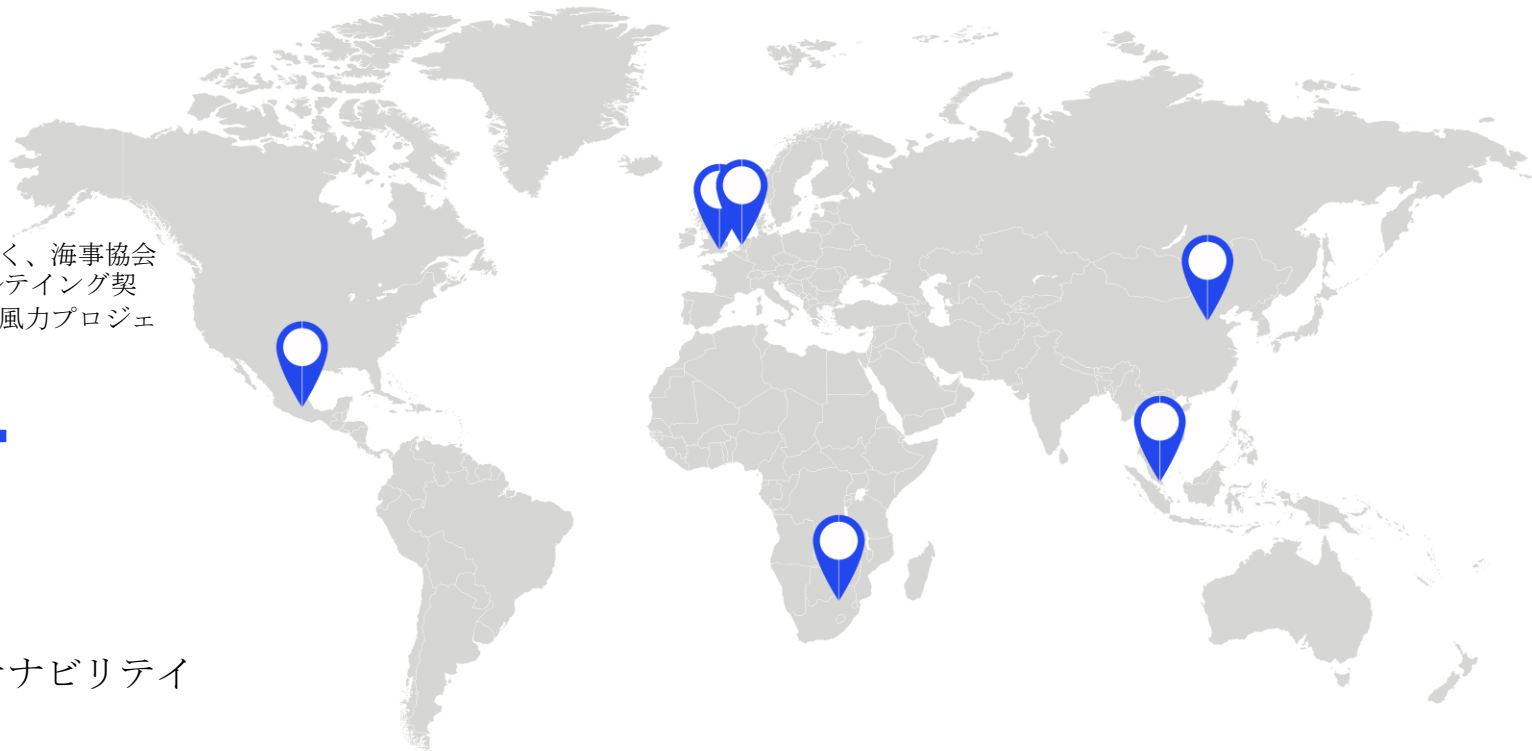 く、海事協会
テイング契
風力プロジェ
ナビリテイ